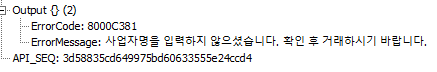 Output {} (2)
ErrorCode: 8000C381
ErrorMessage: 사업자명을 입력하지 않으셨습니다. 확인 후 거래하시기 바랍니다.
API_SEQ: 3d58835cd649975bd60633555e24ccd4